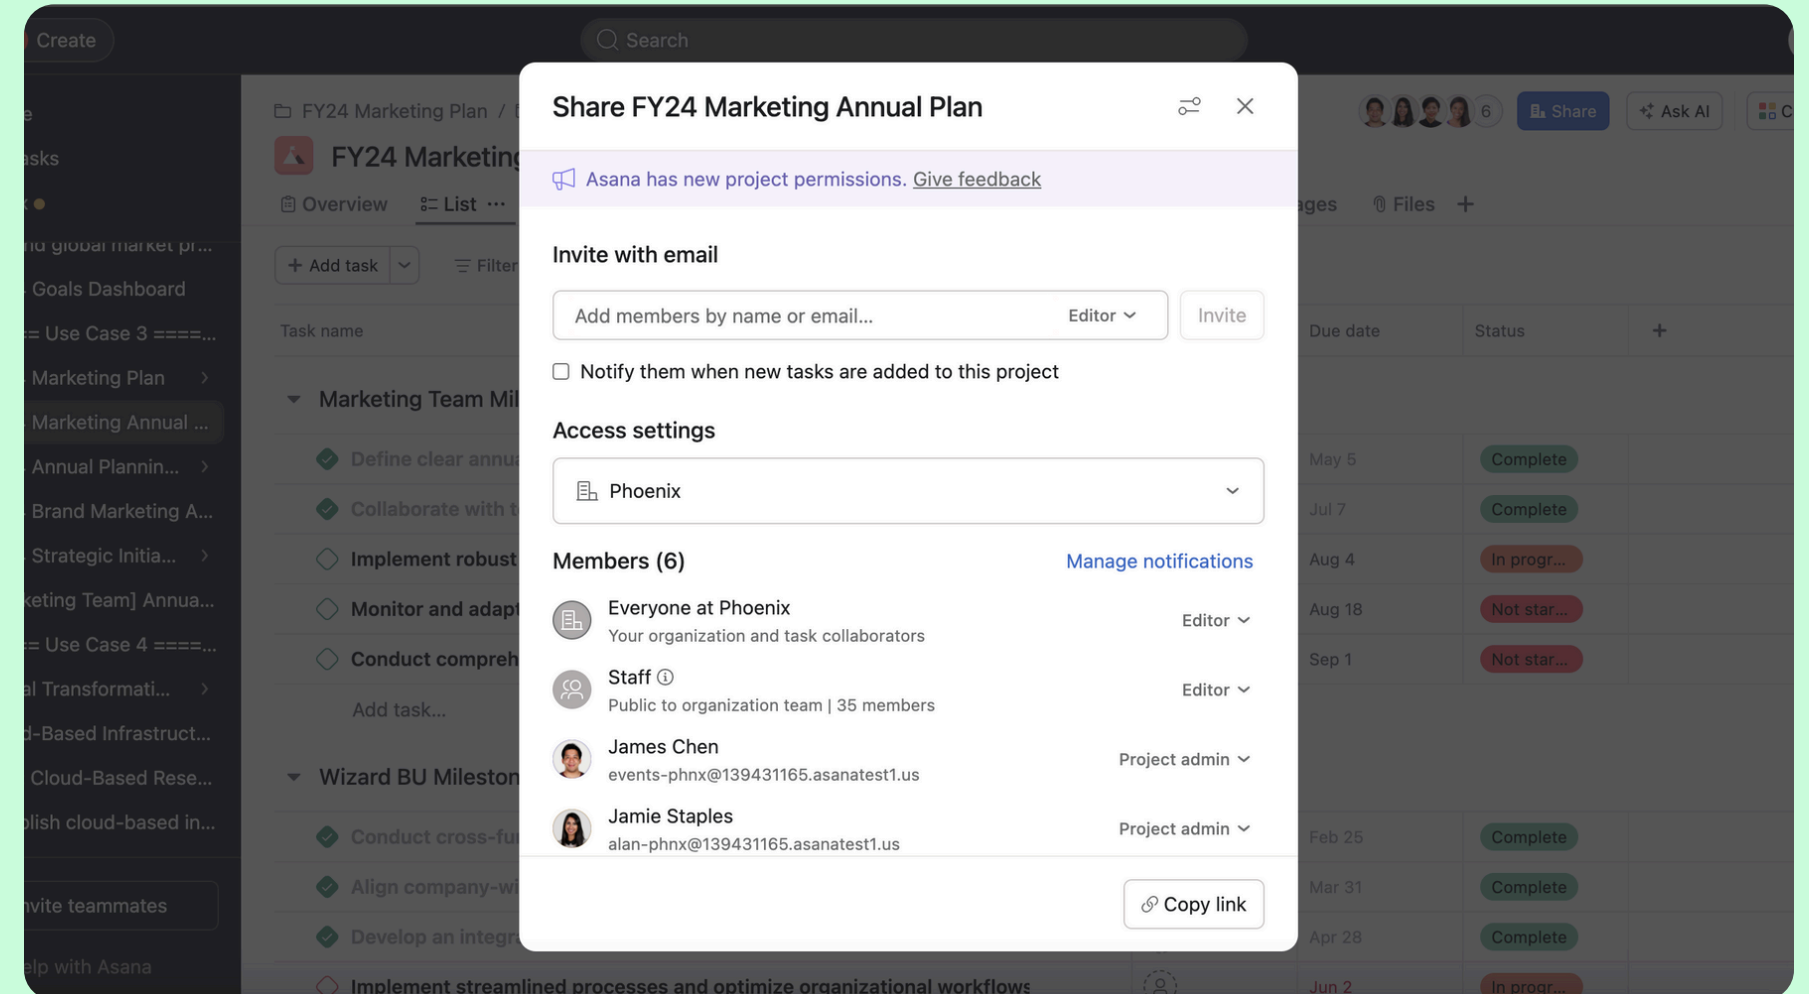 Create
Search
Share FY24 Marketing Annual Plan
Asana has new project permissions. Give feedback
Invite with email
Add members by name or email...
Editor
Invite
Notify them when new tasks are added to this project
Access settings
Phoenix
Members (6)
Manage notifications
Everyone at Phoenix
Your organization and task collaborators
Editor
Staff
Public to organization team | 35 members
Editor
James Chen
events-phnx@139431165.asanatest1.us
Project admin
Jamie Staples
alan-phnx@139431165.asanatest1.us
Project admin
Copy link
FY24 Marketing Plan /
FY24 Marketing
6
Share
Ask AI
C
Overview
List ...
ages
Files
+
Add task
Filter
Task name
Due date
Status
+
Marketing Team Mil
Define clear annua
May 5
Complete
Collaborate with t
Jul 7
Complete
Implement robust
Aug 4
In progr...
Monitor and adapt
Aug 18
Not star...
Conduct compreh
Sep 1
Not star...
Add task...
Wizard BU Mileston
Conduct cross-fu
Feb 25
Complete
Align company-wi
Mar 31
Complete
Develop an integra
Apr 28
Complete
Implement streamlined processes and optimize organizational workflows
Jun 2
In progr...
e
asks
nd global market pr...
Goals Dashboard
== Use Case 3 ====...
Marketing Plan
Marketing Annual ...
Annual Plannin...
Brand Marketing A...
Strategic Initia...
keting Team] Annua...
== Use Case 4 ====...
al Transformati...
d-Based Infrastruct...
Cloud-Based Rese...
blish cloud-based in...
nvite teammates
elp with Asana